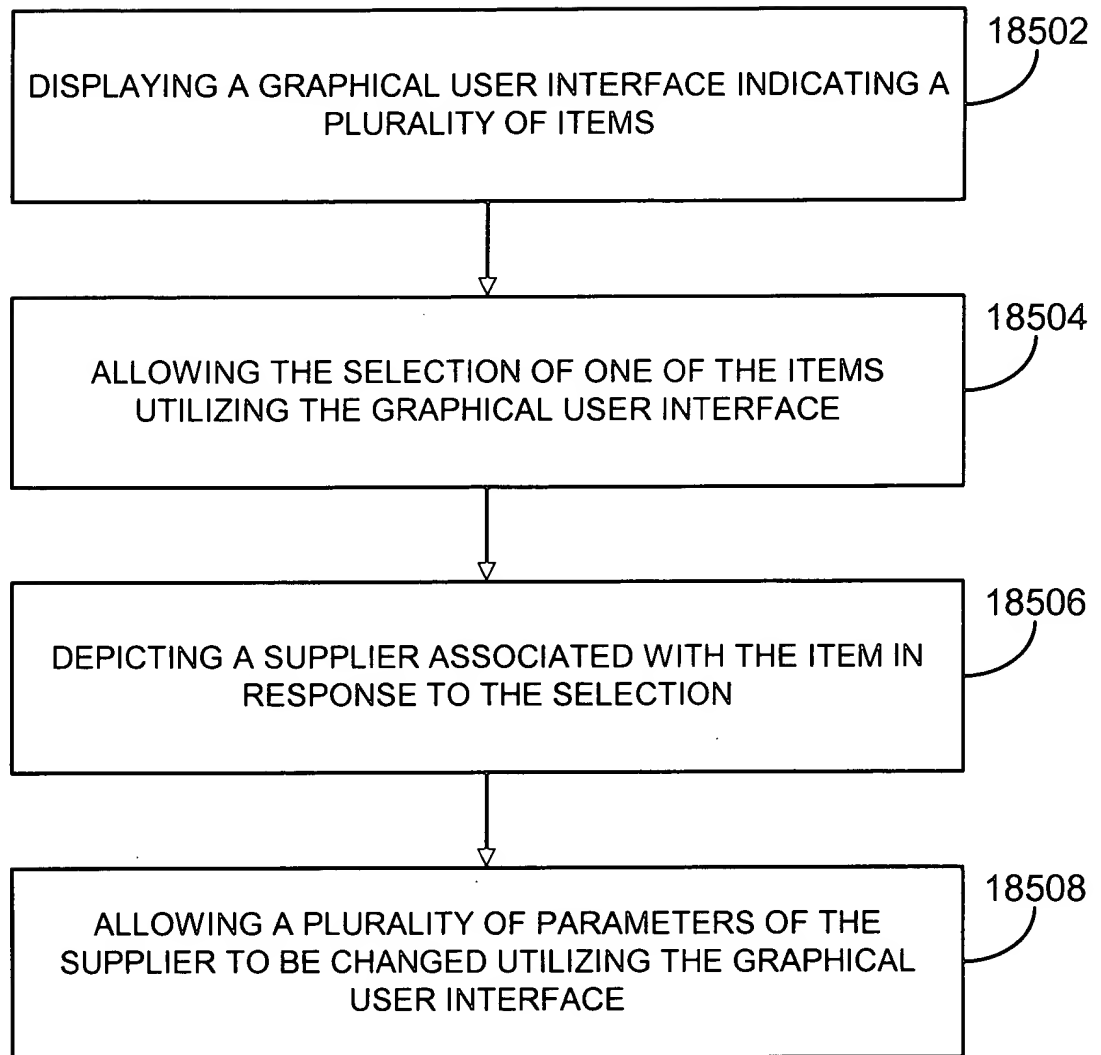 18502
DISPLAYING A GRAPHICAL USER INTERFACE INDICATING A
PLURALITY OF ITEMS
18504
ALLOWING THE SELECTION OF ONE OF THE ITEMS
UTILIZING THE GRAPHICAL USER INTERFACE
18506
DEPICTING A SUPPLIER ASSOCIATED WITH THE ITEM IN
RESPONSE TO THE SELECTION
18508
ALLOWING A PLURALITY OF PARAMETERS OF THE
SUPPLIER TO BE CHANGED UTILIZING THE GRAPHICAL
USER INTERFACE